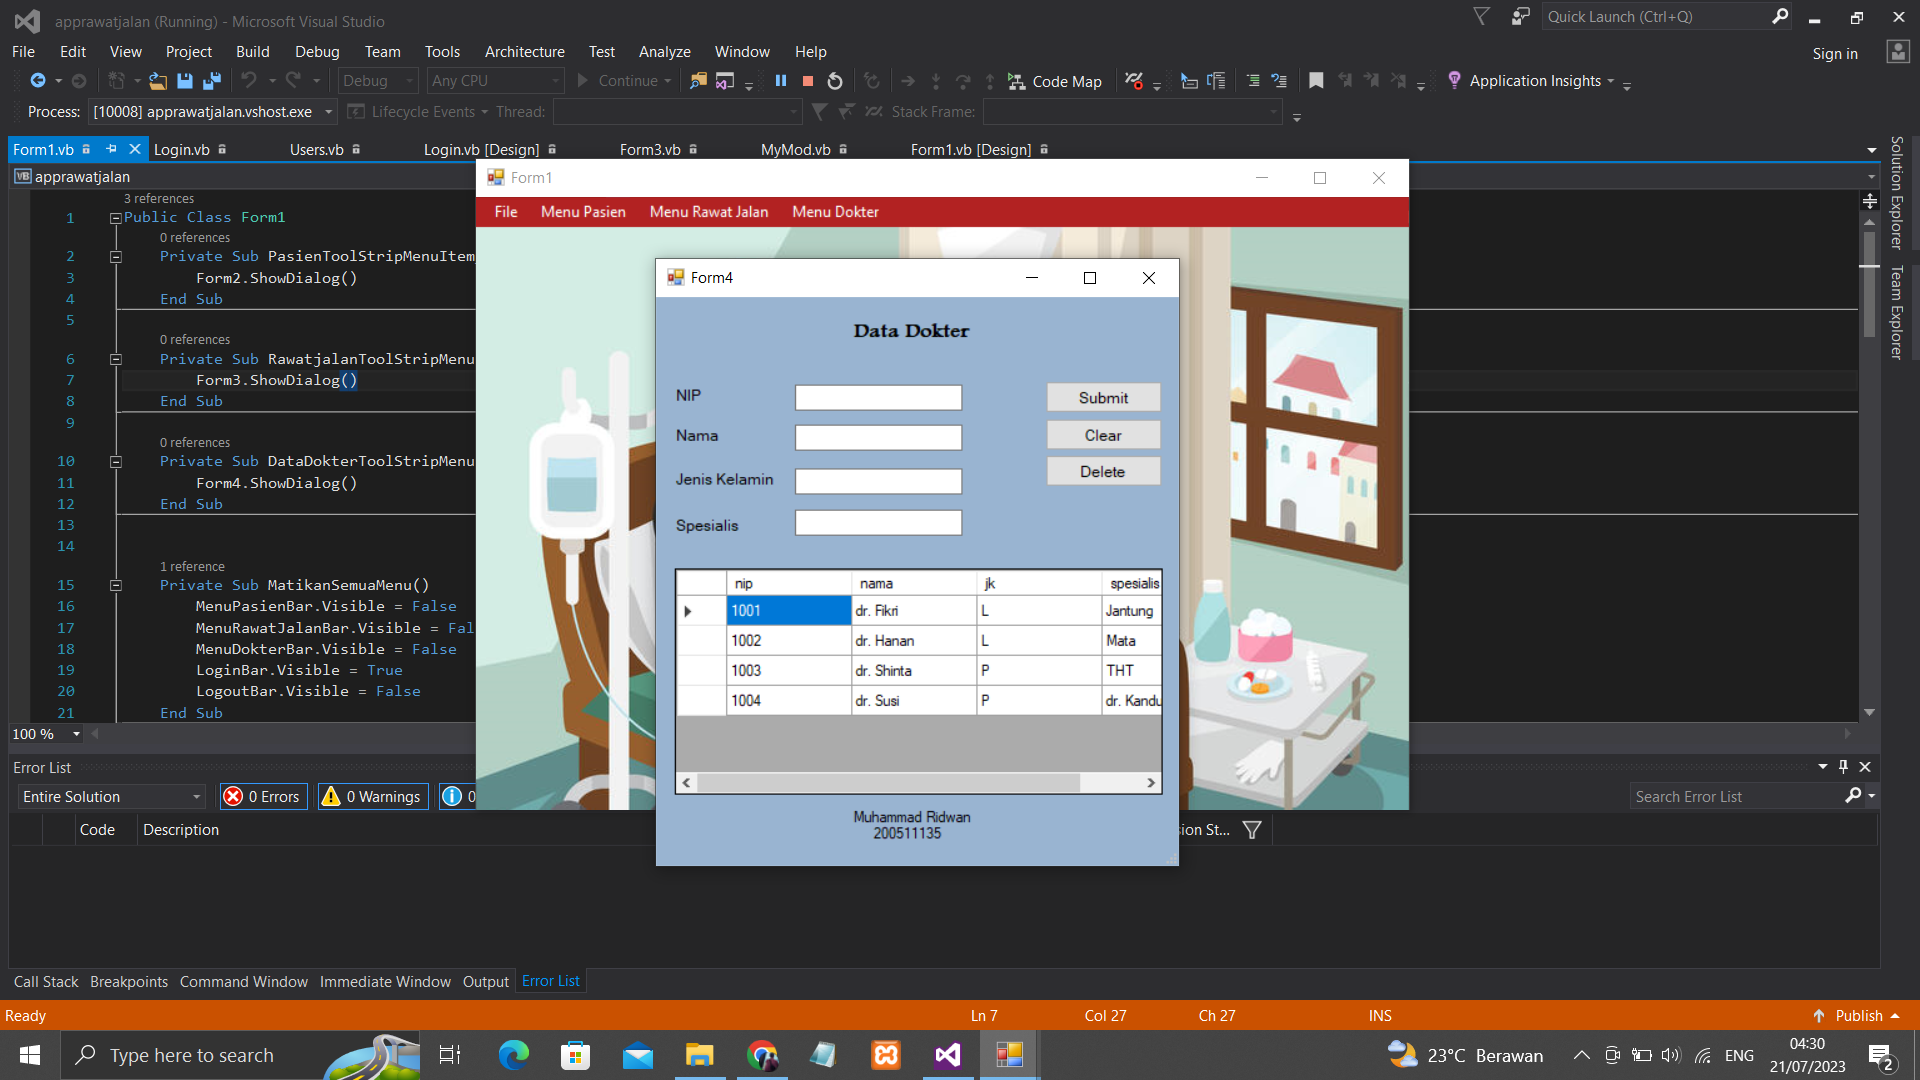 apprawatjalan (Running) - Microsoft Visual Studio
Quick Launch (Ctrl+Q)
File Edit View Project Build Debug Team Tools Architecture Test Analyze Window Help
Sign in
Debug Any CPU Continue Code Map Application Insights
Process: [10008] apprawatjalan.vshost.exe Lifecycle Events Thread: Stack Frame:
Form1.vb Login.vb Users.vb Login.vb [Design] Form3.vb MyMod.vb Form1.vb [Design]
VB apprawatjalan
3 references
1 Public Class Form1
0 references
2 Private Sub PasienToolStripMenuItem
3 Form2.ShowDialog()
4 End Sub
5
0 references
6 Private Sub RawatjalanToolStripMenu
7 Form3.ShowDialog()
8 End Sub
9
0 references
10 Private Sub DataDokterToolStripMenu
11 Form4.ShowDialog()
12 End Sub
13
14
1 reference
15 Private Sub MatikanSemuaMenu()
16 MenuPasienBar.Visible = False
17 MenuRawatJalanBar.Visible = Fal
18 MenuDokterBar.Visible = False
19 LoginBar.Visible = True
20 LogoutBar.Visible = False
21 End Sub
100 %
Form1
File Menu Pasien Menu Rawat Jalan Menu Dokter
Form4
Data Dokter
NIP
Nama
Jenis Kelamin
Spesialis
Submit
Clear
Delete
nip nama jk spesialis
1001 dr. Fikri L Jantung
1002 dr. Hanan L Mata
1003 dr. Shinta P THT
1004 dr. Susi P dr. Kandu
Muhammad Ridwan
200511135
Solution Explorer
Team Explorer
Error List
Entire Solution 0 Errors 0 Warnings 0
Search Error List
Code Description ion St...
Call Stack Breakpoints Command Window Immediate Window Output Error List
Ready Ln 7 Col 27 Ch 27 INS Publish
Type here to search
23°C Berawan
ENG
04:30
21/07/2023
2